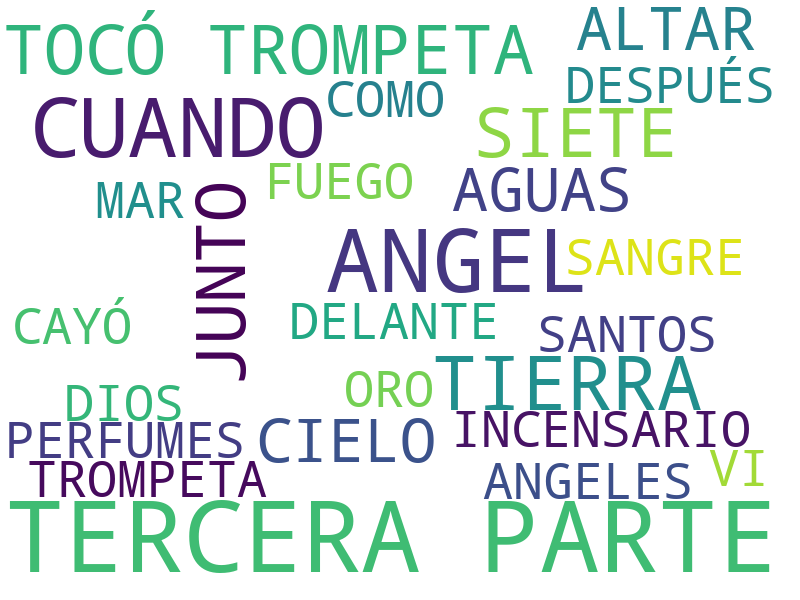 TOCÓ TROMPETA
ALTAR
DESPUÉS
COMO
CUANDO
SIETE
FUEGO
AGUAS
MAR
JUNTO
ANGEL
SANGRE
CAYÓ
DELANTE
SANTOS
TIERRA
ORO
DIOS
PERFUMES
CIELO
INCENSARIO
TROMPETA
ANGELES
VI
TERCERA PARTE